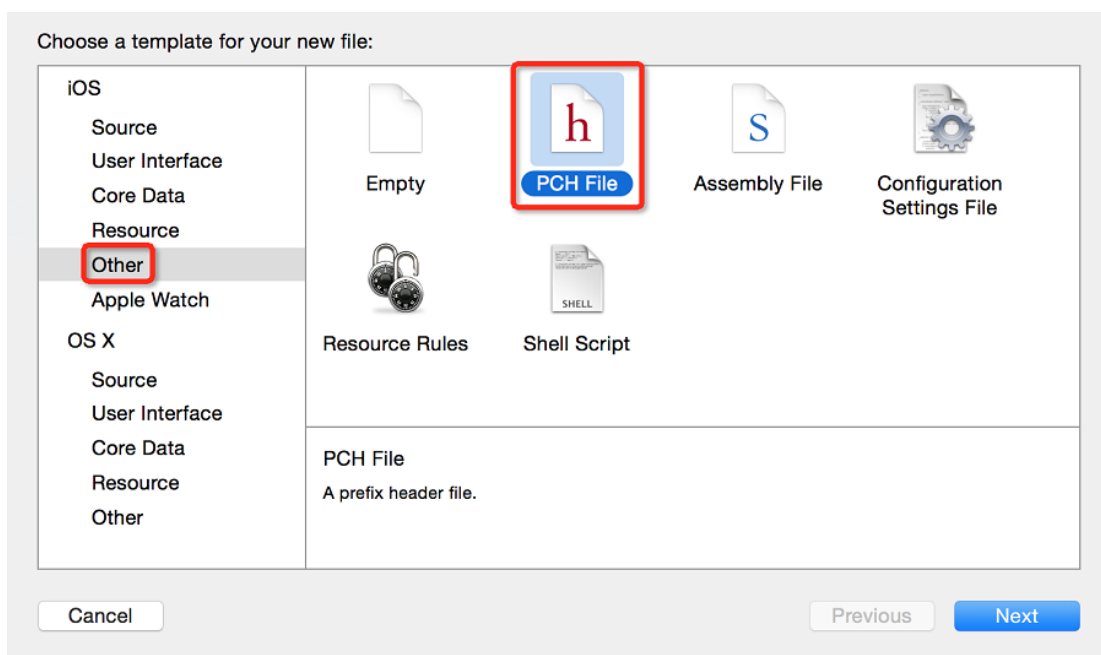 Choose a template for your new file:
iOS
Source
User Interface
Core Data
Resource
Other
Apple Watch
OS X
Source
User Interface
Core Data
Resource
Other
h
S
Empty
PCH File
Assembly File
Configuration
Settings File
SHELL
Resource Rules
Shell Script
PCH File
A prefix header file.
Cancel
Previous
Next